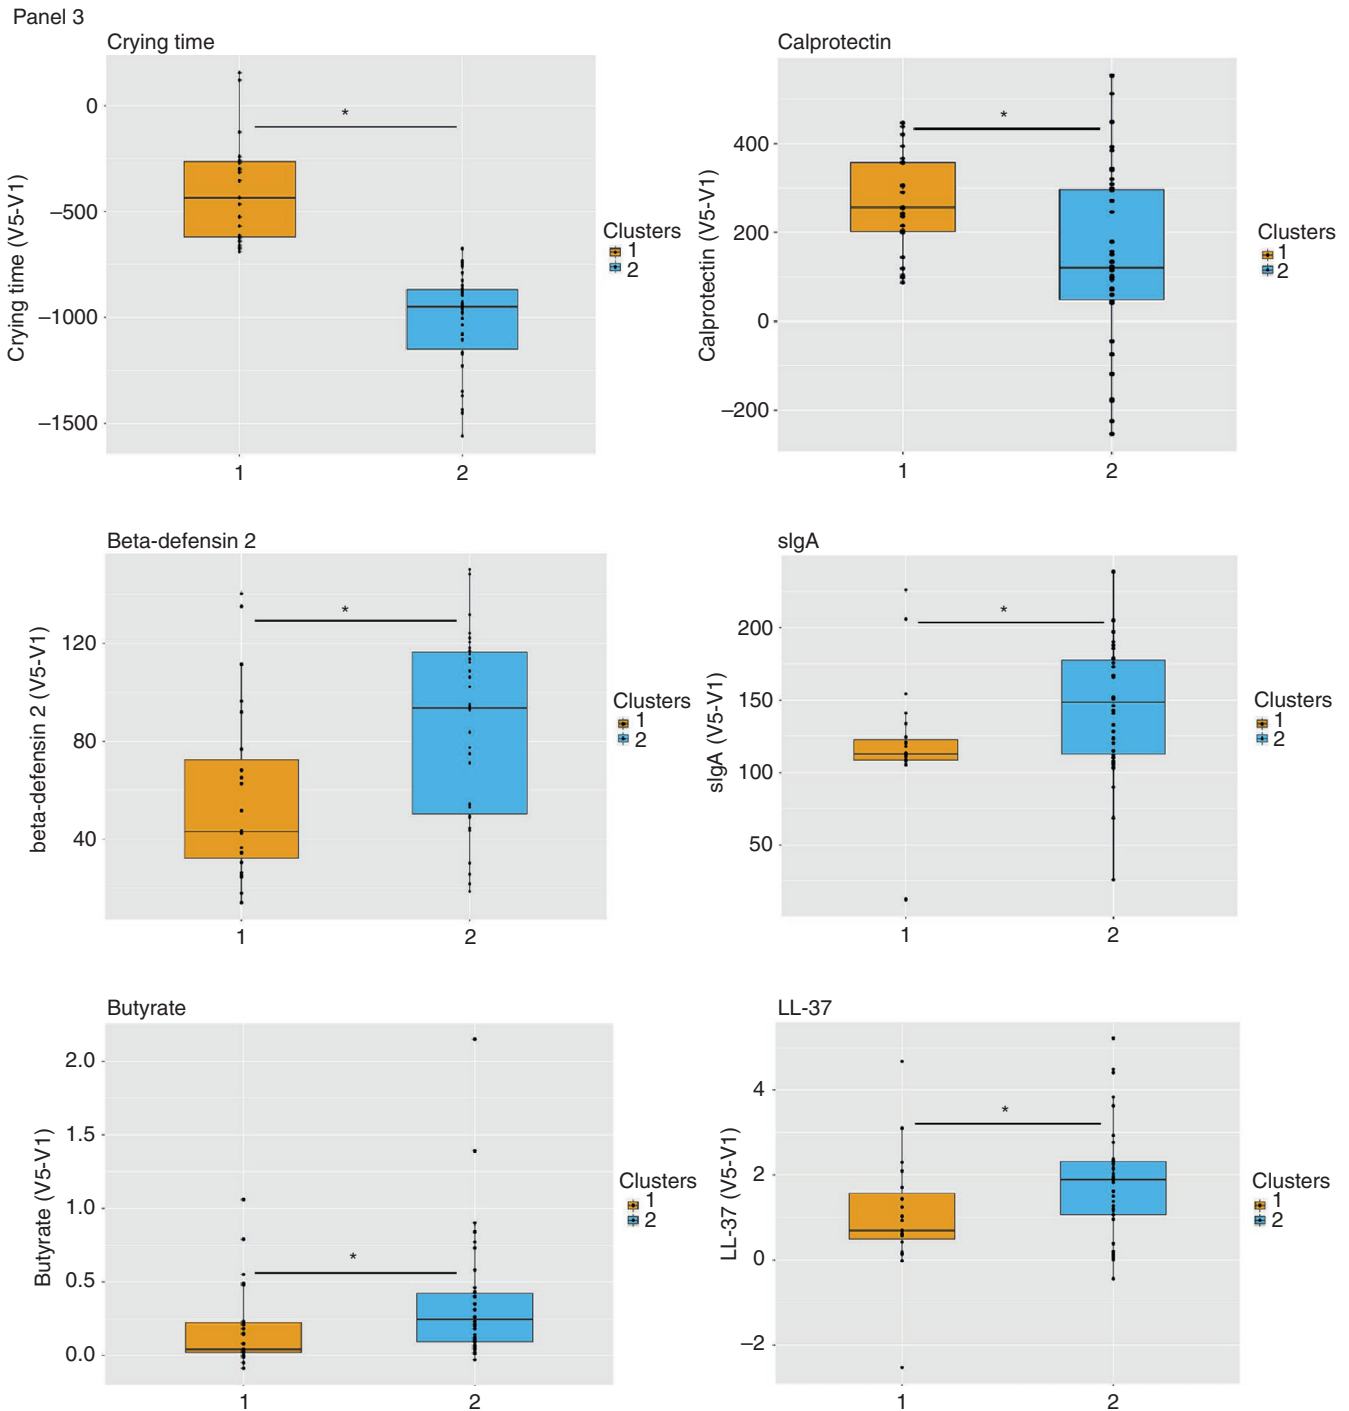 Panel 3
Crying time
Crying time (V5-V1)
0
–500
–1000
–1500
*
1
2
Clusters
1
2
Calprotectin
Calprotectin (V5-V1)
400
200
0
–200
*
1
2
Clusters
1
2
Beta-defensin 2
beta-defensin 2 (V5-V1)
120
80
40
*
1
2
Clusters
1
2
sIgA
sIgA (V5-V1)
200
150
100
50
*
1
2
Clusters
1
2
Butyrate
Butyrate (V5-V1)
2.0
1.5
1.0
0.5
0.0
*
1
2
Clusters
1
2
LL-37
LL-37 (V5-V1)
4
2
0
–2
*
1
2
Clusters
1
2